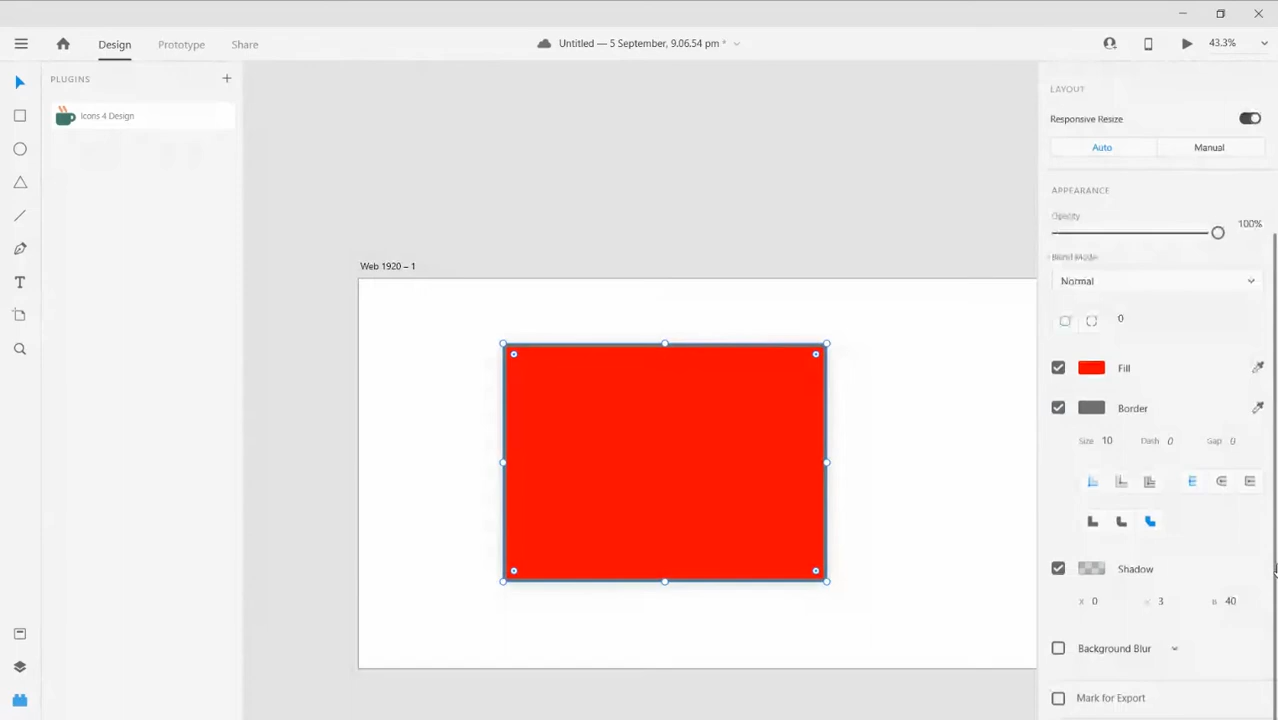 Design
Prototype
Share
Untitled — 5 September, 9.06.54 pm *
43.3%
PLUGINS
Icons 4 Design
Web 1920 – 1
LAYOUT
Responsive Resize
Auto
Manual
APPEARANCE
Opacity
100%
Blend Mode
Normal
0
Fill
Border
Size 10 Dash 0 Gap 0
Shadow
X 0 Y 3 B 40
Background Blur
Mark for Export